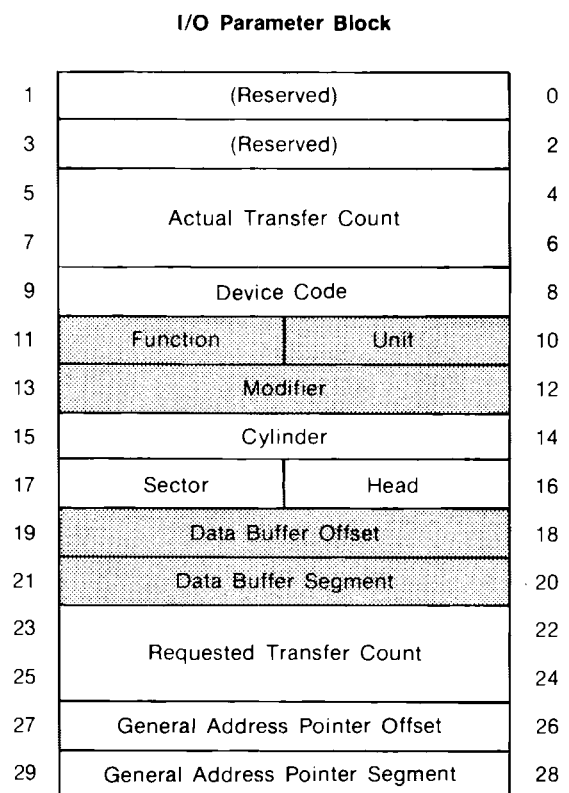 I/O Parameter Block
1 (Reserved) 0
3 (Reserved) 2
5 4
Actual Transfer Count
7 6
9 Device Code 8
11 Function Unit 10
13 Modifier 12
15 Cylinder 14
17 Sector Head 16
19 Data Buffer Offset 18
21 Data Buffer Segment 20
23 22
Requested Transfer Count
25 24
27 General Address Pointer Offset 26
29 General Address Pointer Segment 28